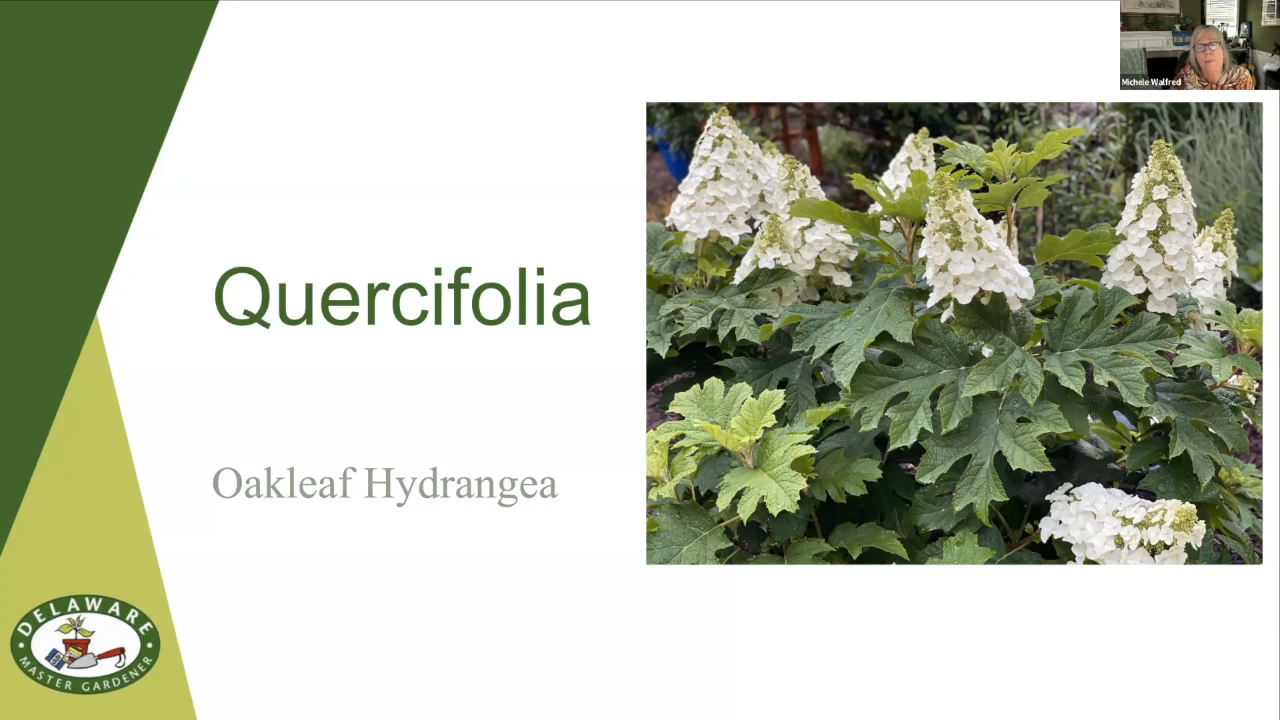 Michele Walfred
Quercifolia
Oakleaf Hydrangea
DELAWARE
MASTER GARDENER